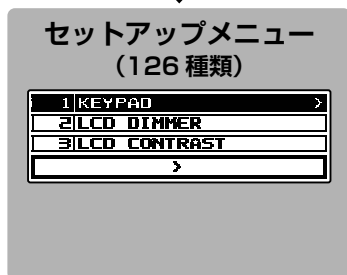 セットアップメニュー
（126 種類）
1 KEYPAD >
2 LCD DIMMER
3 LCD CONTRAST
>